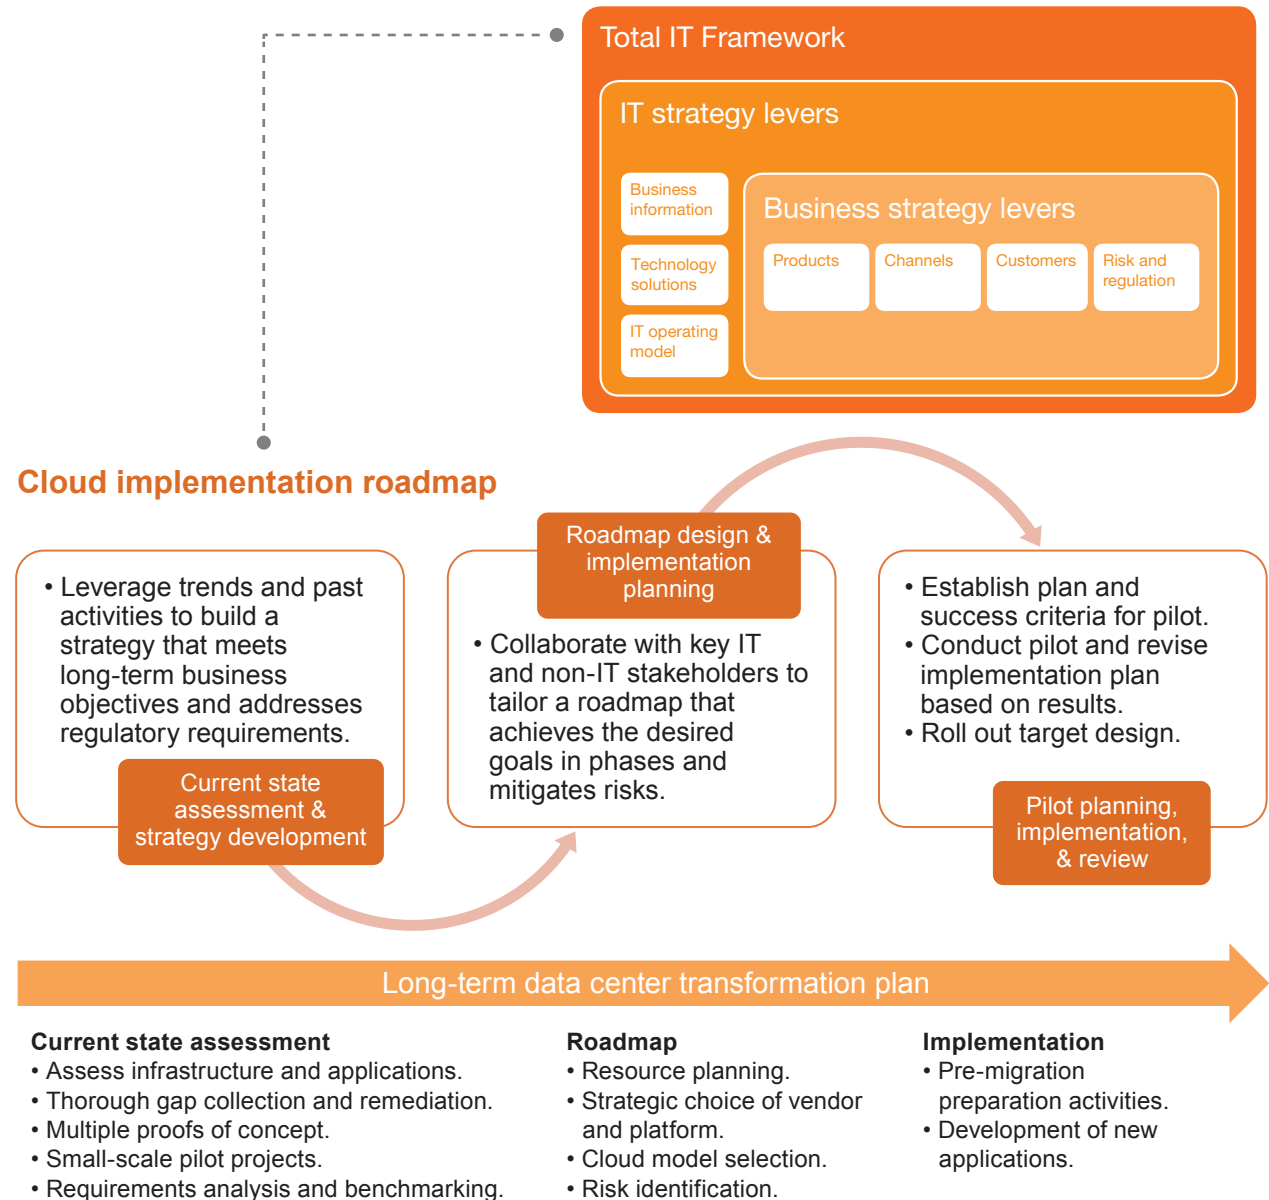 Total IT Framework
IT strategy levers
Business
information
Technology
solutions
IT operating
model
Business strategy levers
Products
Channels
Customers
Risk and
regulation
Cloud implementation roadmap
• Leverage trends and past
activities to build a
strategy that meets
long-term business
objectives and addresses
regulatory requirements.
Current state
assessment &
strategy development
Roadmap design &
implementation
planning
• Collaborate with key IT
and non-IT stakeholders to
tailor a roadmap that
achieves the desired
goals in phases and
mitigates risks.
• Establish plan and
success criteria for pilot.
• Conduct pilot and revise
implementation plan
based on results.
• Roll out target design.
Pilot planning,
implementation,
& review
Long-term data center transformation plan
Current state assessment
• Assess infrastructure and applications.
• Thorough gap collection and remediation.
• Multiple proofs of concept.
• Small-scale pilot projects.
• Requirements analysis and benchmarking.
Roadmap
• Resource planning.
• Strategic choice of vendor
and platform.
• Cloud model selection.
• Risk identification.
Implementation
• Pre-migration
preparation activities.
• Development of new
applications.